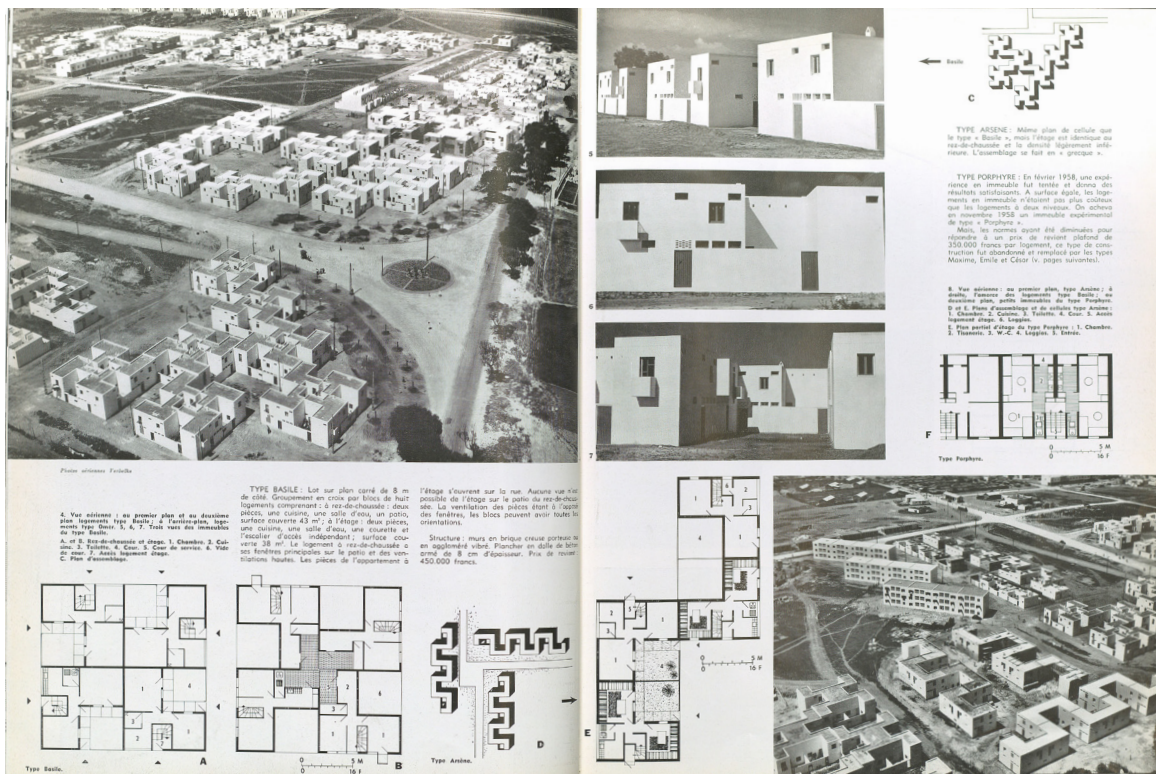 Photos aériennes
4. Vue aérienne : au premier plan et au deuxième
plan logements type Basile ; à l'arrière-plan, loge-
ments type Omer. 5, 6, 7. Trois vues des immeubles
du type Basile.
A. et B. Rez-de-chaussée et étage. 1. Chambre. 2. Cui-
sine. 3. Toilette. 4. Cour. 5. Cour de service. 6. Vide
de cour. 7. Accès logement étage.
C. Plan d'assemblage.
TYPE BASILE : Lot sur plan carré de 8 m
de côté. Groupement en croix par blocs de huit
logements comprenant : à rez-de-chaussée : deux
pièces, une cuisine, une salle d'eau, un patio,
surface couverte 43 m² ; à l'étage : deux pièces,
une cuisine, une salle d'eau, une courette et
l'escalier d'accès indépendant ; surface cou-
verte 38 m². Le logement à rez-de-chaussée a
ses fenêtres principales sur le patio et des ven-
tilations hautes. Les pièces de l'appartement à
l'étage s'ouvrent sur la rue. Aucune vue n'est
possible de l'étage sur le patio du rez-de-chaus-
sée. La ventilation des pièces étant à l'opposé
des fenêtres, les blocs peuvent avoir toutes les
orientations.
Structure : murs en brique creuse porteuse ou
en aggloméré vibré. Plancher en dalle de béton
armé de 8 cm d'épaisseur. Prix de revient
450.000 francs.
Type Basile.
A
B
0 5 M
0 16 F
Type Arsène.
D
5
6
7
Basile
C
TYPE ARSENE : Même plan de cellule que
le type « Basile », mais l'étage est identique au
rez-de-chaussée et la densité légèrement infé-
rieure. L'assemblage se fait en « grecque ».
TYPE PORPHYRE : En février 1958, une expé-
rience en immeuble fut tentée et donna des
résultats satisfaisants. A surface égale, les loge-
ments en immeuble n'étaient pas plus coûteux
que les logements à deux niveaux. On acheva
en novembre 1958 un immeuble expérimental
de type « Porphyre ».
Mais, les normes ayant été diminuées pour
répondre à un prix de revient plafond de
350.000 francs par logement, ce type de cons-
truction fut abandonné et remplacé par les types
Maxime, Emile et César (v. pages suivantes).
8. Vue aérienne : au premier plan, type Arsène ; à
droite, l'amorce des logements type Basile ; au
deuxième plan, petits immeubles du type Porphyre.
D et E. Plans d'assemblage et de cellules type Arsène :
1. Chambre. 2. Cuisine. 3. Toilette. 4. Cour. 5. Accès
logement étage. 6. Loggias.
E. Plan partiel d'étage du type Porphyre : 1. Chambre.
2. Tisanerie. 3. W.-C. 4. Loggias. 5. Entrée.
F
Type Porphyre.
0 5 M
0 16 F
0 5 M
0 16 F
E